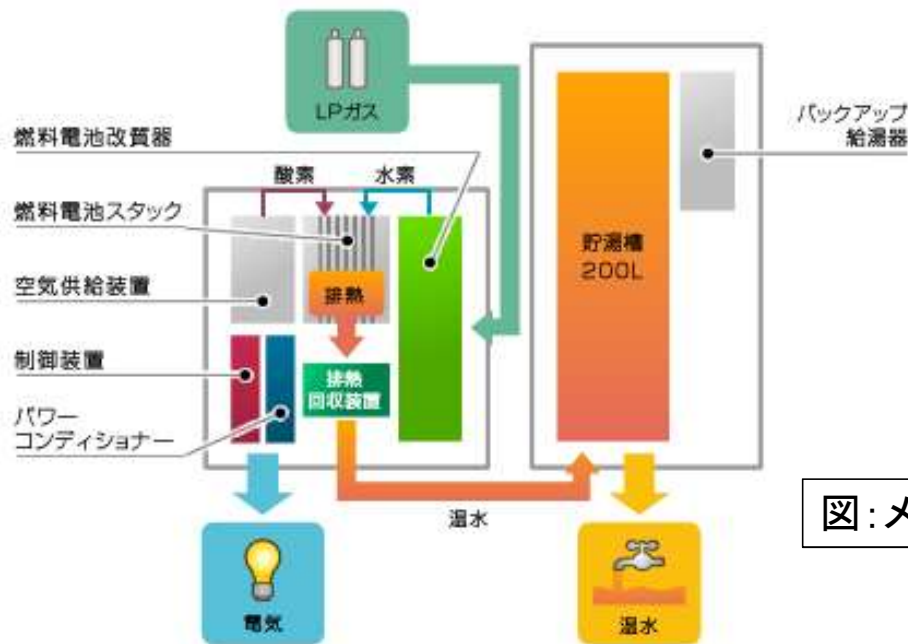 LPガス
燃料電池改質器
酸素
水素
燃料電池スタック
排熱
空気供給装置
制御装置
排熱
回収装置
パワー
コンディショナー
温水
電気
バックアップ
給湯器
貯湯槽
200L
温水
図:メ